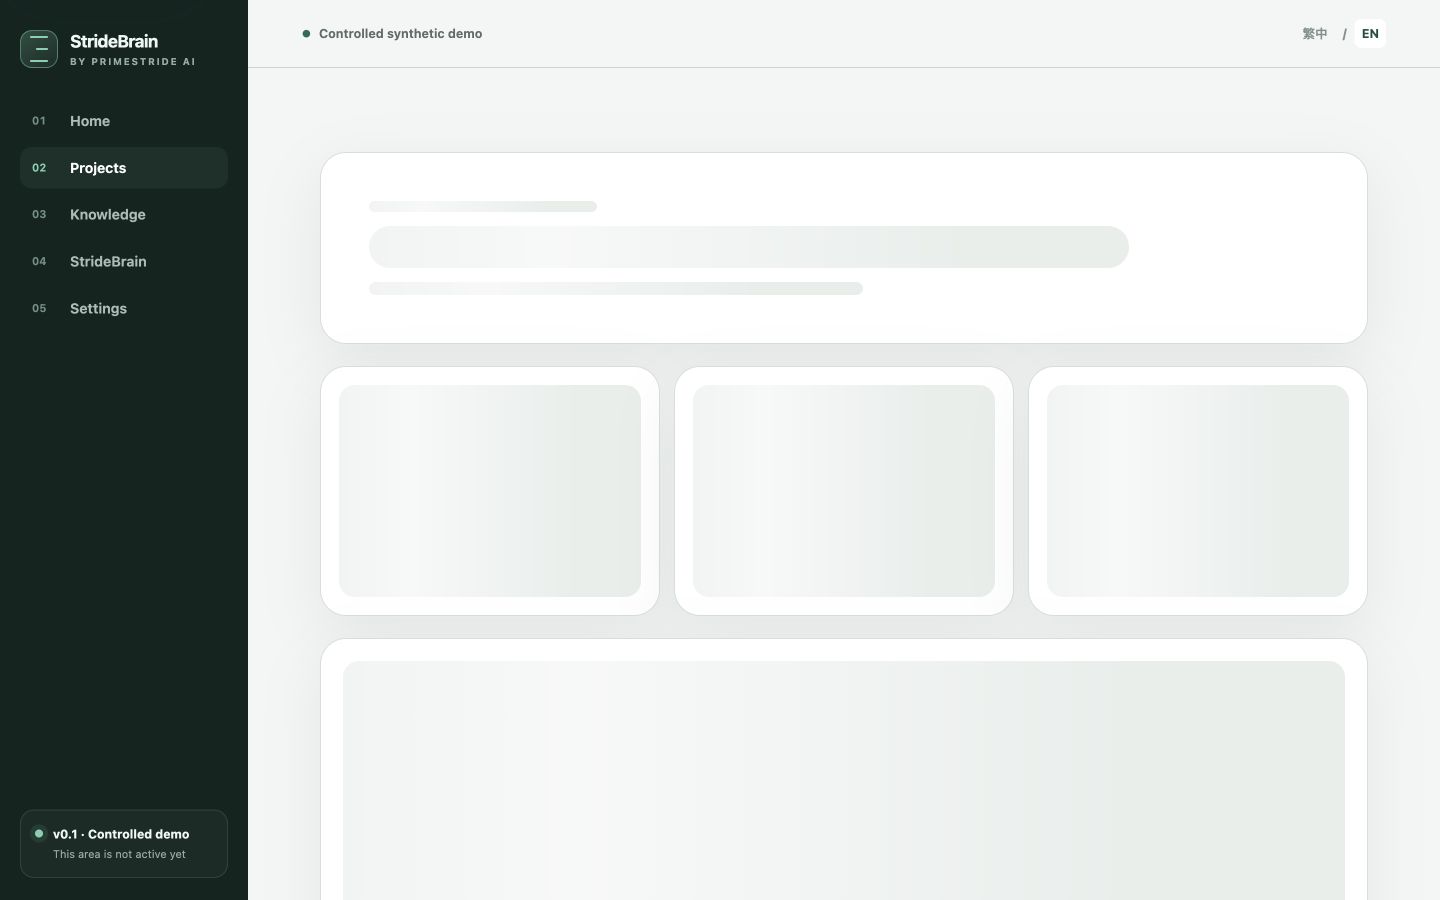 StrideBrain
BY PRIMESTRIDE AI
01 Home
02 Projects
03 Knowledge
04 StrideBrain
05 Settings
v0.1 · Controlled demo
This area is not active yet
Controlled synthetic demo
繁中 / EN